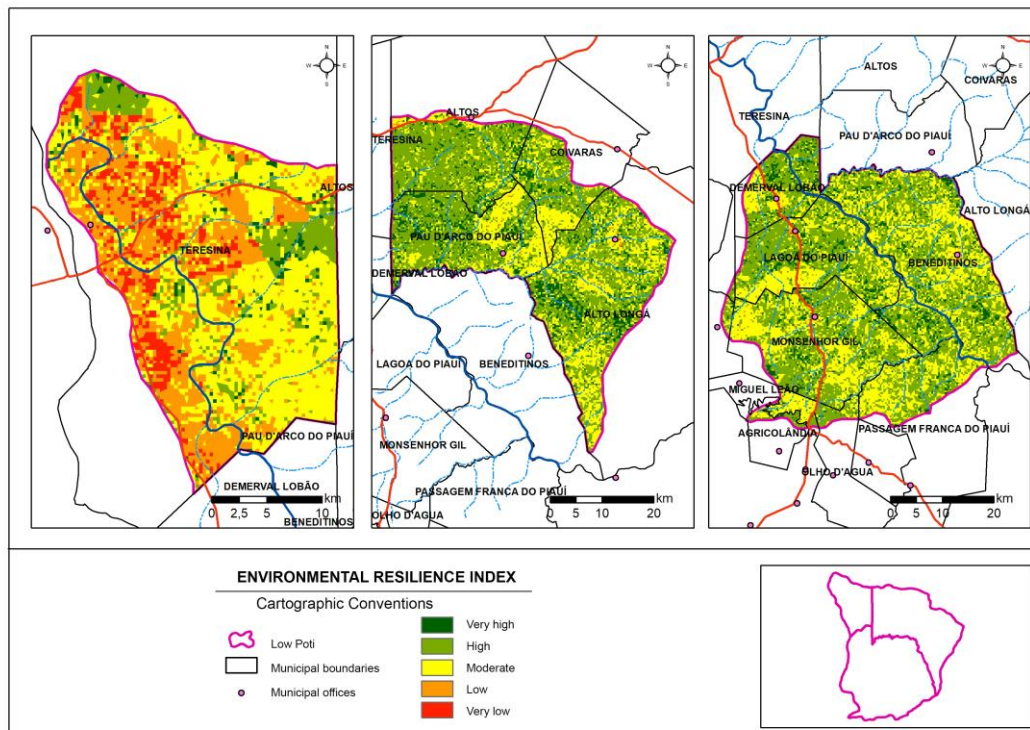 N
W E
S
ALTOS
TERESINA
PAU D'ARCO DO PIAUÍ
DEMERVAL LOBÃO
BENEDITINOS
km
0 2,5 5 10
N
W E
S
ALTOS
TERESINA
COIVARAS
PAU D'ARCO DO PIAUÍ
DEMERVAL LOBÃO
ALTO LONGÁ
LAGOA DO PIAUÍ
BENEDITINOS
MONSENHOR GIL
PASSAGEM FRANÇA DO PIAUÍ
OLHO D'AGUA
km
0 5 10 20
N
W E
S
ALTOS
COIVARAS
TERESINA
PAU D'ARCO DO PIAUÍ
DEMERVAL LOBÃO
ALTO LONGÁ
LAGOA DO PIAUÍ
BENEDITINOS
MONSENHOR GIL
MIGUEL LEÃO
AGRICOLÂNDIA
PASSAGEM FRANCA DO PIAUÍ
OLHO D'AGUA
km
0 5 10 20
ENVIRONMENTAL RESILIENCE INDEX
Cartographic Conventions
Low Poti
Municipal boundaries
Municipal offices
Very high
High
Moderate
Low
Very low